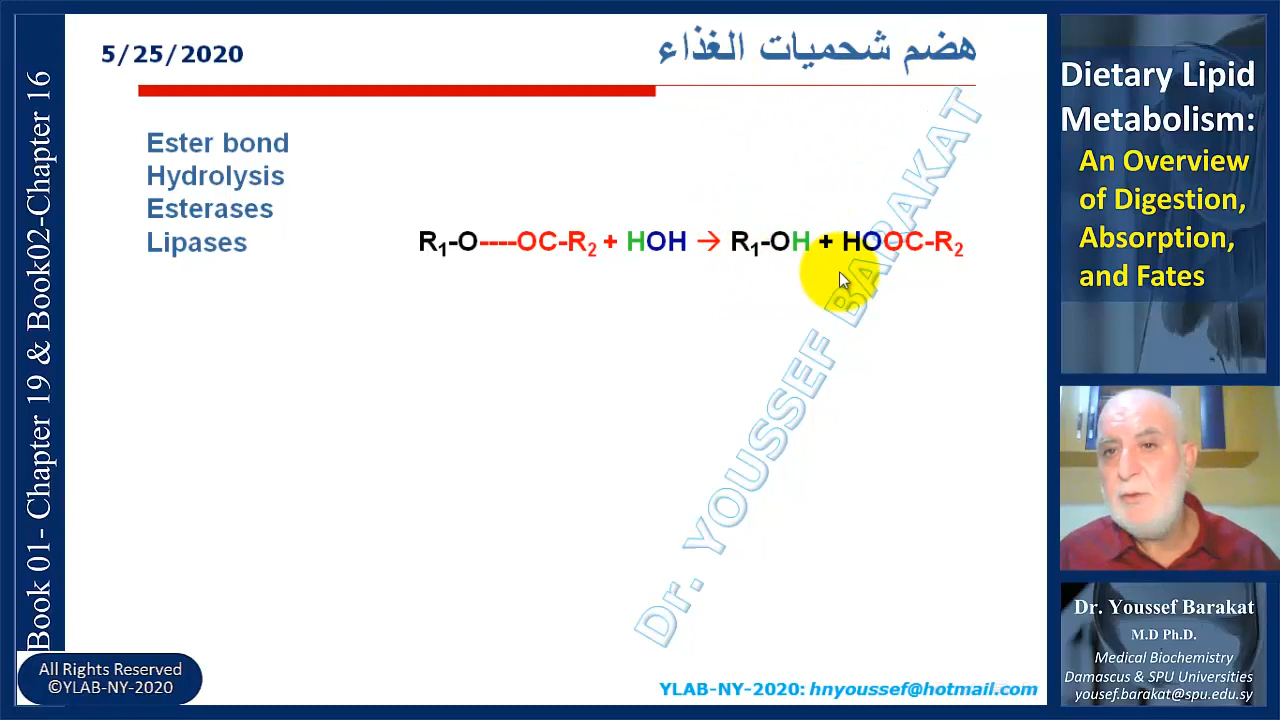 Book 01- Chapter 19 & Book02-Chapter 16
5/25/2020
هضم شحميات الغذاء
Ester bond
Hydrolysis
Esterases
Lipases
R1-O----OC-R2 + HOH → R1-OH + HOOC-R2
Dr. YOUSSEF BARAKAT
All Rights Reserved
©YLAB-NY-2020
YLAB-NY-2020: hnyoussef@hotmail.com
Dietary Lipid
Metabolism:
An Overview
of Digestion,
Absorption,
and Fates
Dr. Youssef Barakat
M.D Ph.D.
Medical Biochemistry
Damascus & SPU Universities
yousef.barakat@spu.edu.sy